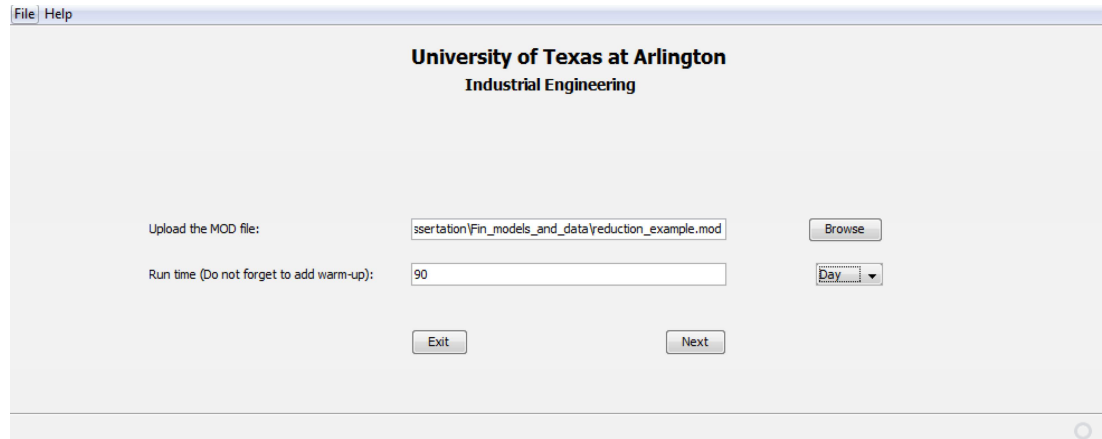 File Help
University of Texas at Arlington
Industrial Engineering
Upload the MOD file: ssertation\Fin_models_and_data\reduction_example.mod Browse
Run time (Do not forget to add warm-up): 90 Day
Exit Next